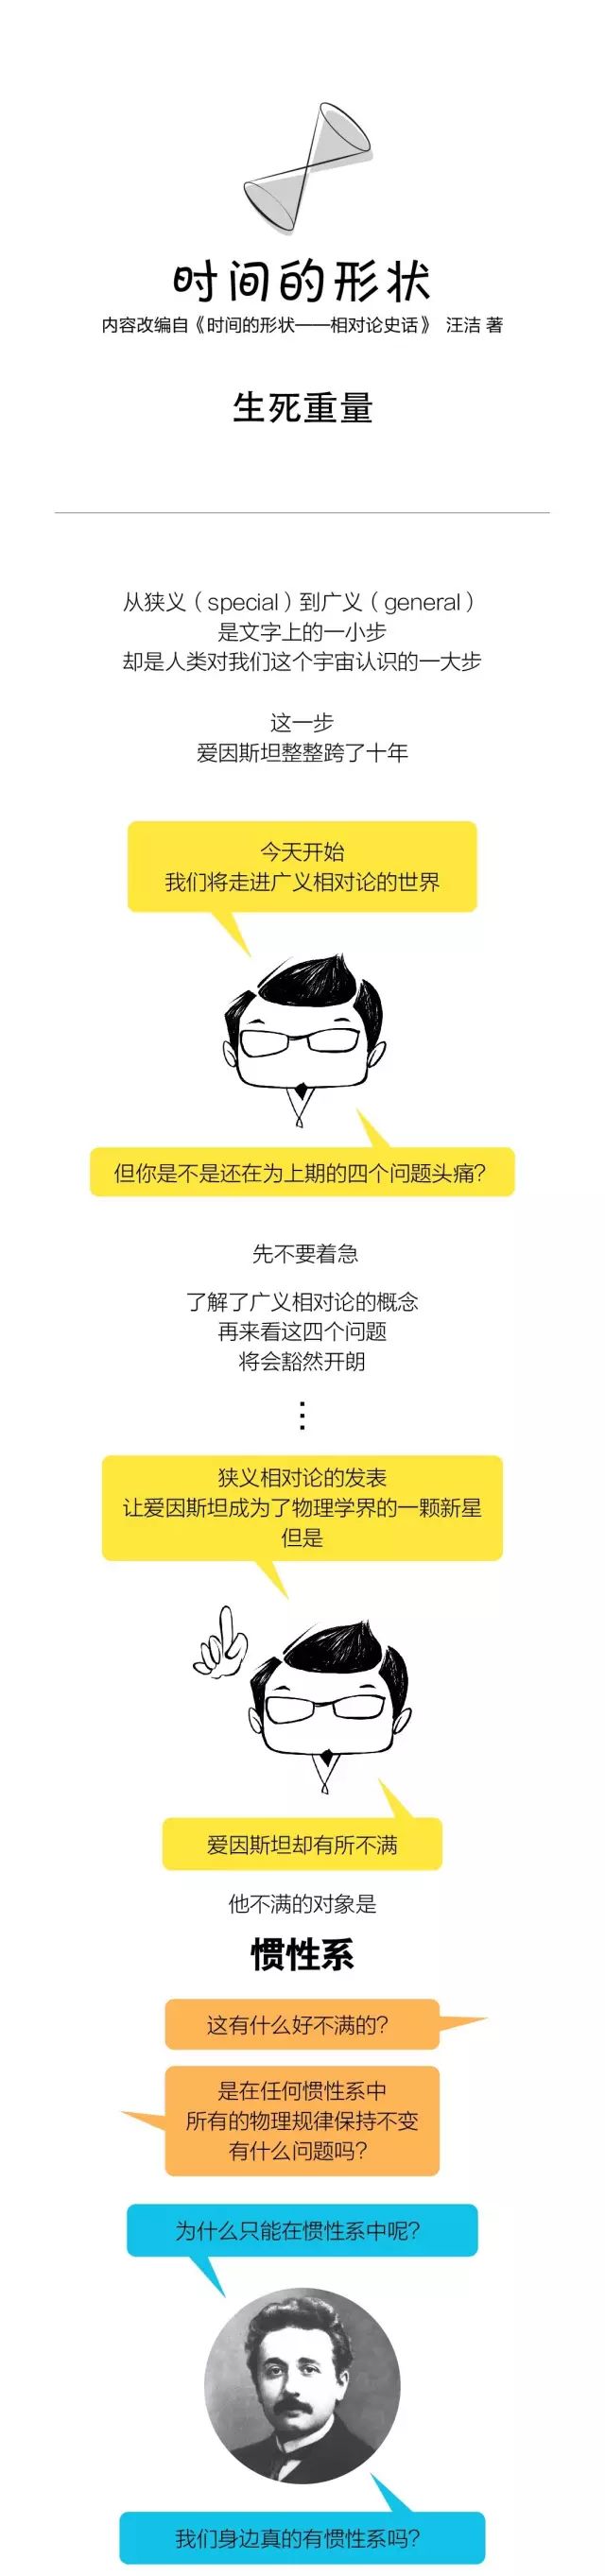 时间的形状
内容改编自《时间的形状——相对论史话》 汪洁 著
生死重量
从狭义（special）到广义（general）
是文字上的一小步
却是人类对我们这个宇宙认识的一大步
这一步
爱因斯坦整整跨了十年
今天开始
我们将走进广义相对论的世界
但你是不是还在为上期的四个问题头痛?
先不要着急
了解了广义相对论的概念
再来看这四个问题
将会豁然开朗
⋮
狭义相对论的发表
让爱因斯坦成为了物理学界的一颗新星
但是
爱因斯坦却有所不满
他不满的对象是
惯性系
这有什么好不满的?
是在任何惯性系中
所有的物理规律保持不变
有什么问题吗?
为什么只能在惯性系中呢?
我们身边真的有惯性系吗?